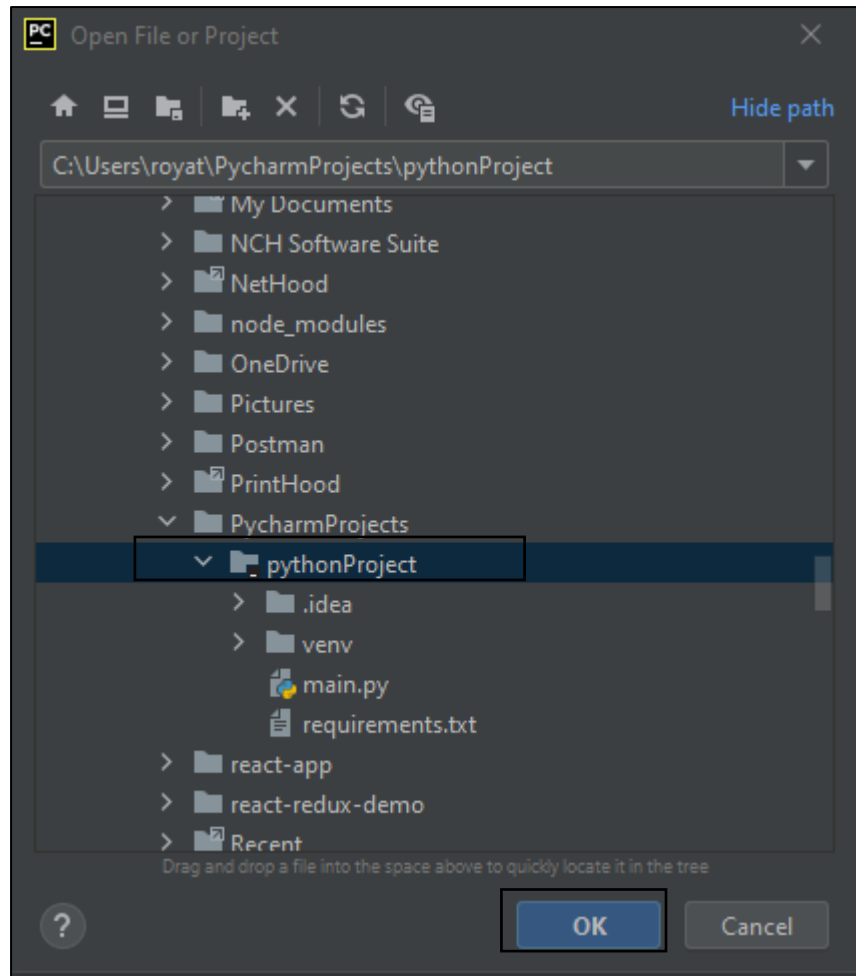 PC Open File or Project
Hide path
C:\Users\royat\PycharmProjects\pythonProject
My Documents
NCH Software Suite
NetHood
node_modules
OneDrive
Pictures
Postman
PrintHood
PycharmProjects
pythonProject
.idea
venv
main.py
requirements.txt
react-app
react-redux-demo
Recent
Drag and drop a file into the space above to quickly locate it in the tree
? OK Cancel